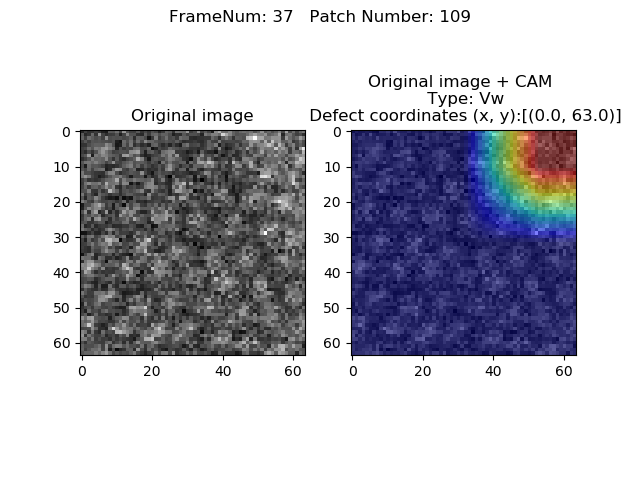 FrameNum: 37   Patch Number: 109
Original image
0
10
20
30
40
50
60
0 20 40 60
Original image + CAM
Type: Vw
Defect coordinates (x, y):[(0.0, 63.0)]
0
10
20
30
40
50
60
0 20 40 60